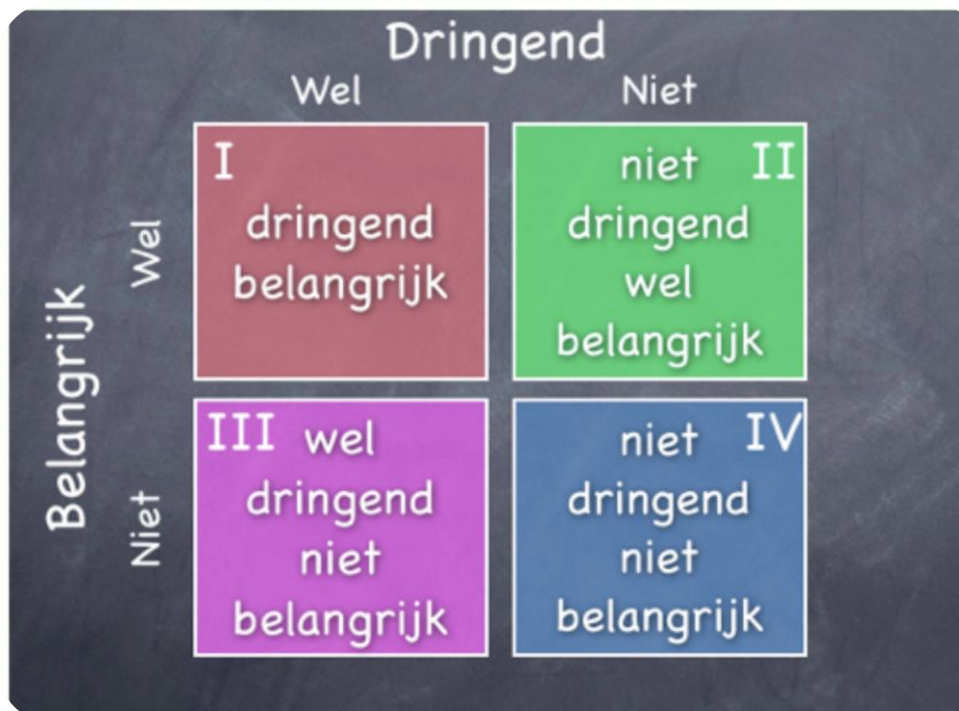 Dringend
Wel
Niet
Belangrijk
Wel
I
dringend
belangrijk
II
niet
dringend
wel
belangrijk
Niet
III
wel
dringend
niet
belangrijk
IV
niet
dringend
niet
belangrijk